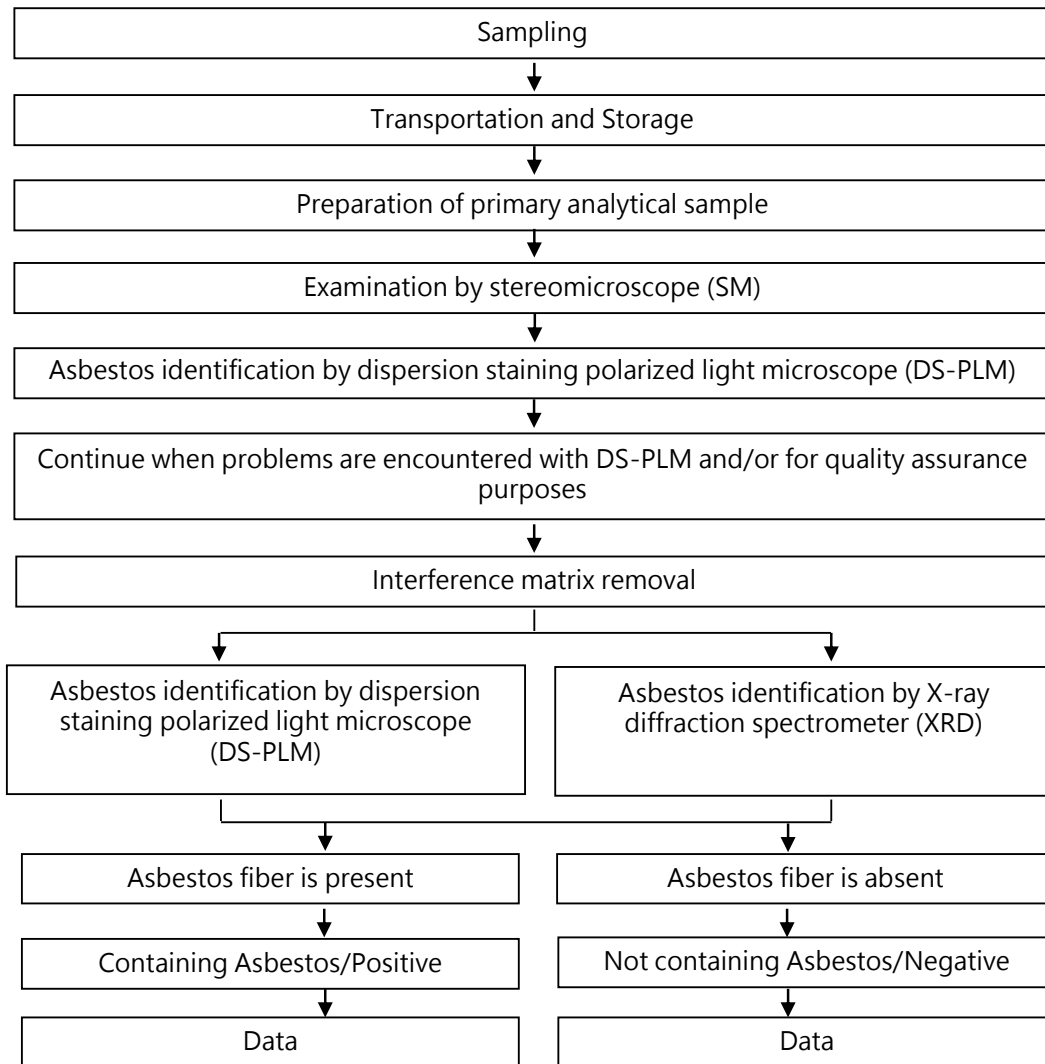 Sampling
Transportation and Storage
Preparation of primary analytical sample
Examination by stereomicroscope (SM)
Asbestos identification by dispersion staining polarized light microscope (DS-PLM)
Continue when problems are encountered with DS-PLM and/or for quality assurance
purposes
Interference matrix removal
Asbestos identification by dispersion
staining polarized light microscope
(DS-PLM)
Asbestos identification by X-ray
diffraction spectrometer (XRD)
Asbestos fiber is present
Asbestos fiber is absent
Containing Asbestos/Positive
Not containing Asbestos/Negative
Data
Data